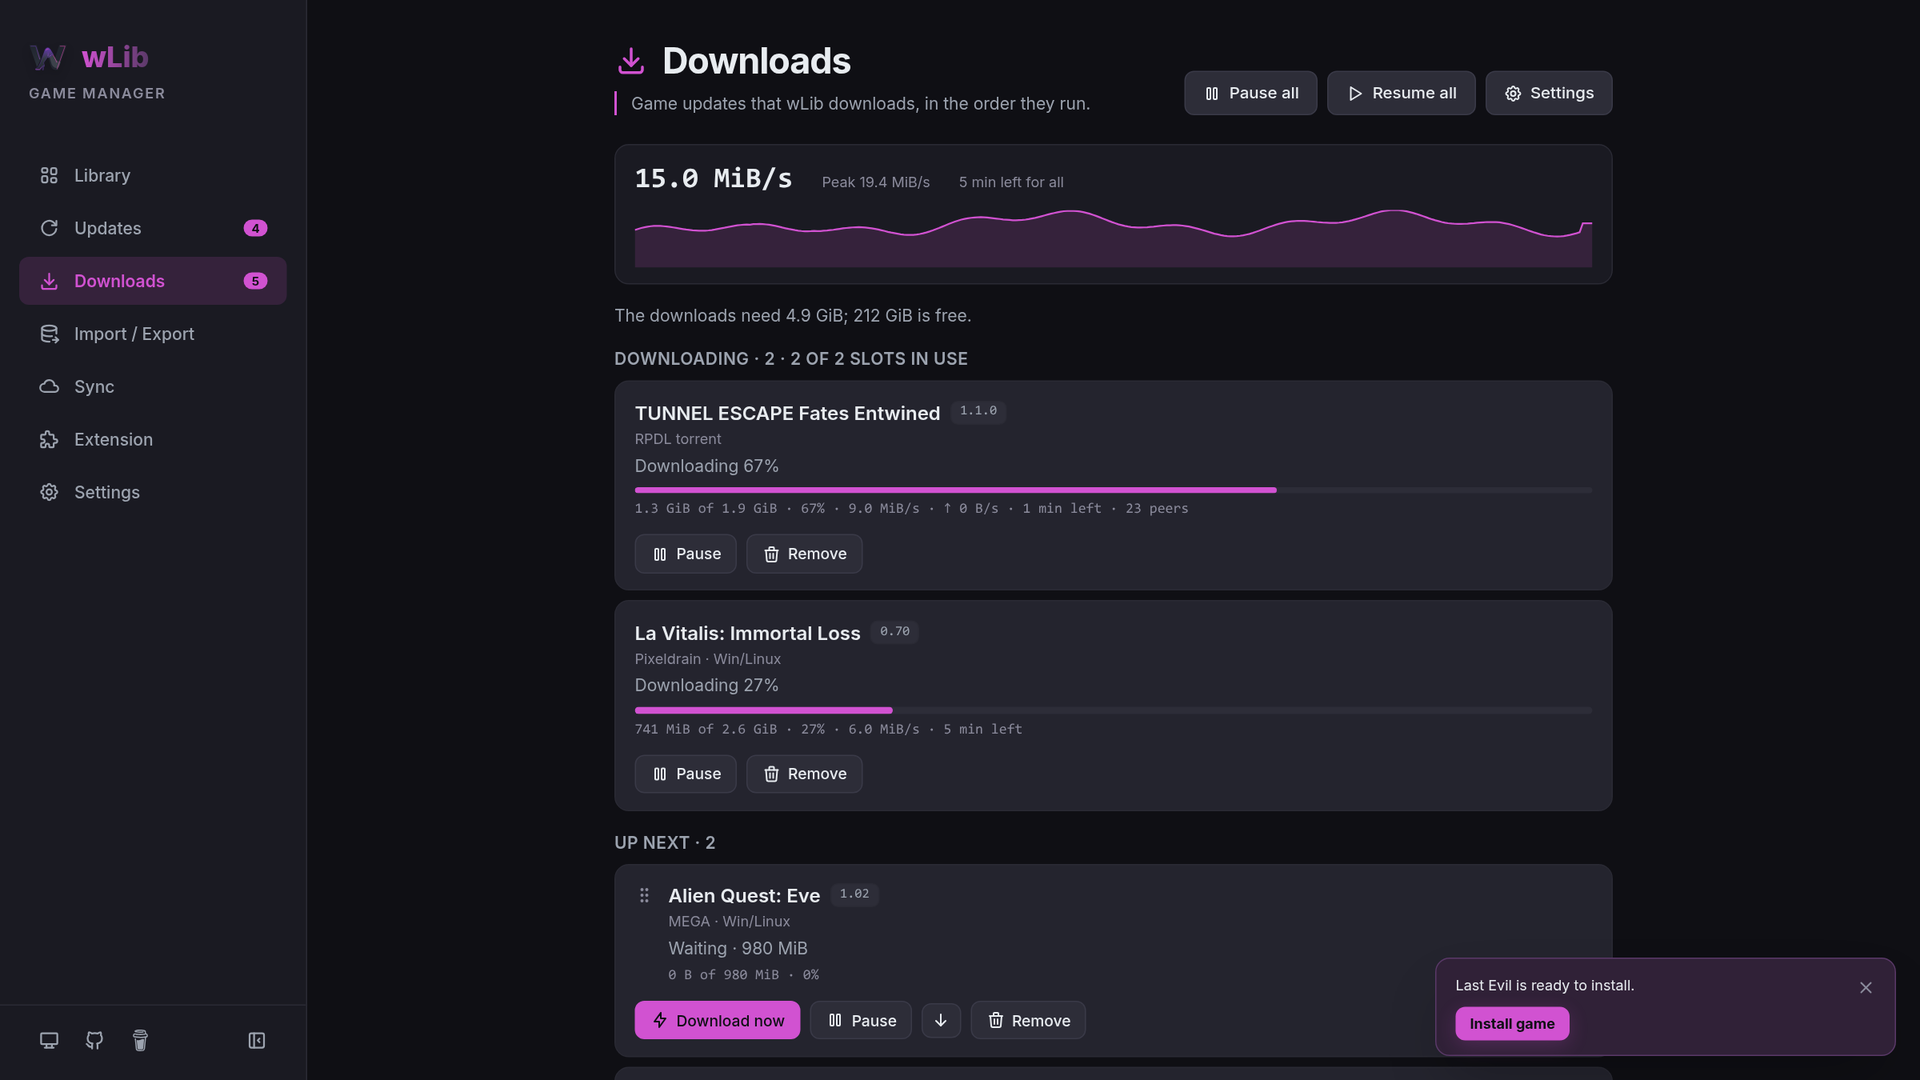 wLib
GAME MANAGER
Library
Updates 4
Downloads 5
Import / Export
Sync
Extension
Settings
Downloads
Game updates that wLib downloads, in the order they run.
Pause all
Resume all
Settings
15.0 MiB/s Peak 19.4 MiB/s 5 min left for all
The downloads need 4.9 GiB; 212 GiB is free.
DOWNLOADING · 2 · 2 OF 2 SLOTS IN USE
TUNNEL ESCAPE Fates Entwined 1.1.0
RPDL torrent
Downloading 67%
1.3 GiB of 1.9 GiB · 67% · 9.0 MiB/s · ↑ 0 B/s · 1 min left · 23 peers
Pause Remove
La Vitalis: Immortal Loss 0.70
Pixeldrain · Win/Linux
Downloading 27%
741 MiB of 2.6 GiB · 27% · 6.0 MiB/s · 5 min left
Pause Remove
UP NEXT · 2
Alien Quest: Eve 1.02
MEGA · Win/Linux
Waiting · 980 MiB
0 B of 980 MiB · 0%
Download now Pause ↓ Remove
Last Evil is ready to install.
Install game